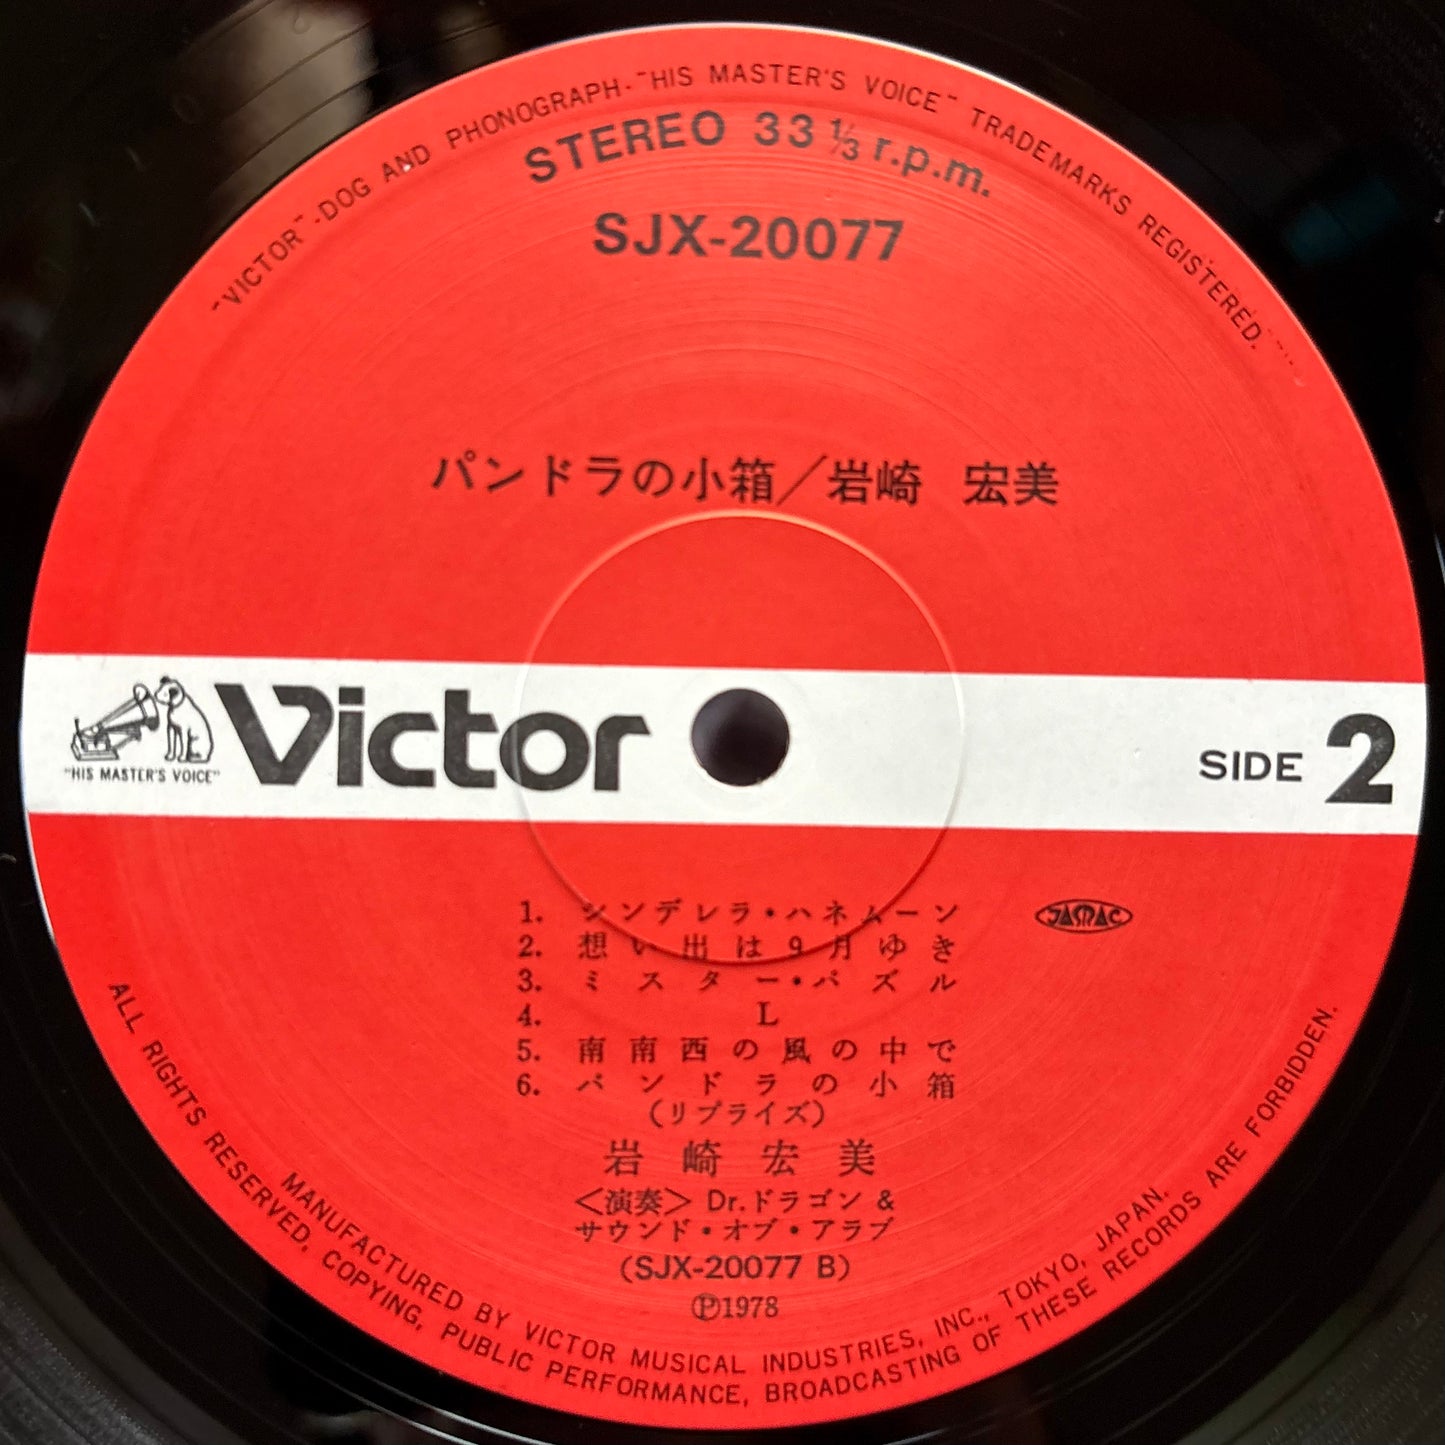 "VICTOR"-DOG AND PHONOGRAPH-"HIS MASTER'S VOICE" TRADEMARKS REGISTERED.
STEREO 33 1/3 r.p.m.
SJX-20077
パンドラの小箱/岩崎 宏美
"HIS MASTER'S VOICE"
Victor
SIDE 2
1. シンデレラ・ハネムーン
JASRAC
2. 想い出は9月ゆき
3. ミスター・パズル
4. L
5. 南南西の風の中で
6. パンドラの小箱
(リプライズ)
岩崎宏美
<演奏> Dr.ドラゴン &
サウンド・オブ・アラブ
(SJX-20077 B)
Ⓟ1978
MANUFACTURED BY VICTOR MUSICAL INDUSTRIES, INC., TOKYO, JAPAN.
ALL RIGHTS RESERVED, COPYING, PUBLIC PERFORMANCE, BROADCASTING OF THESE RECORDS ARE FORBIDDEN.